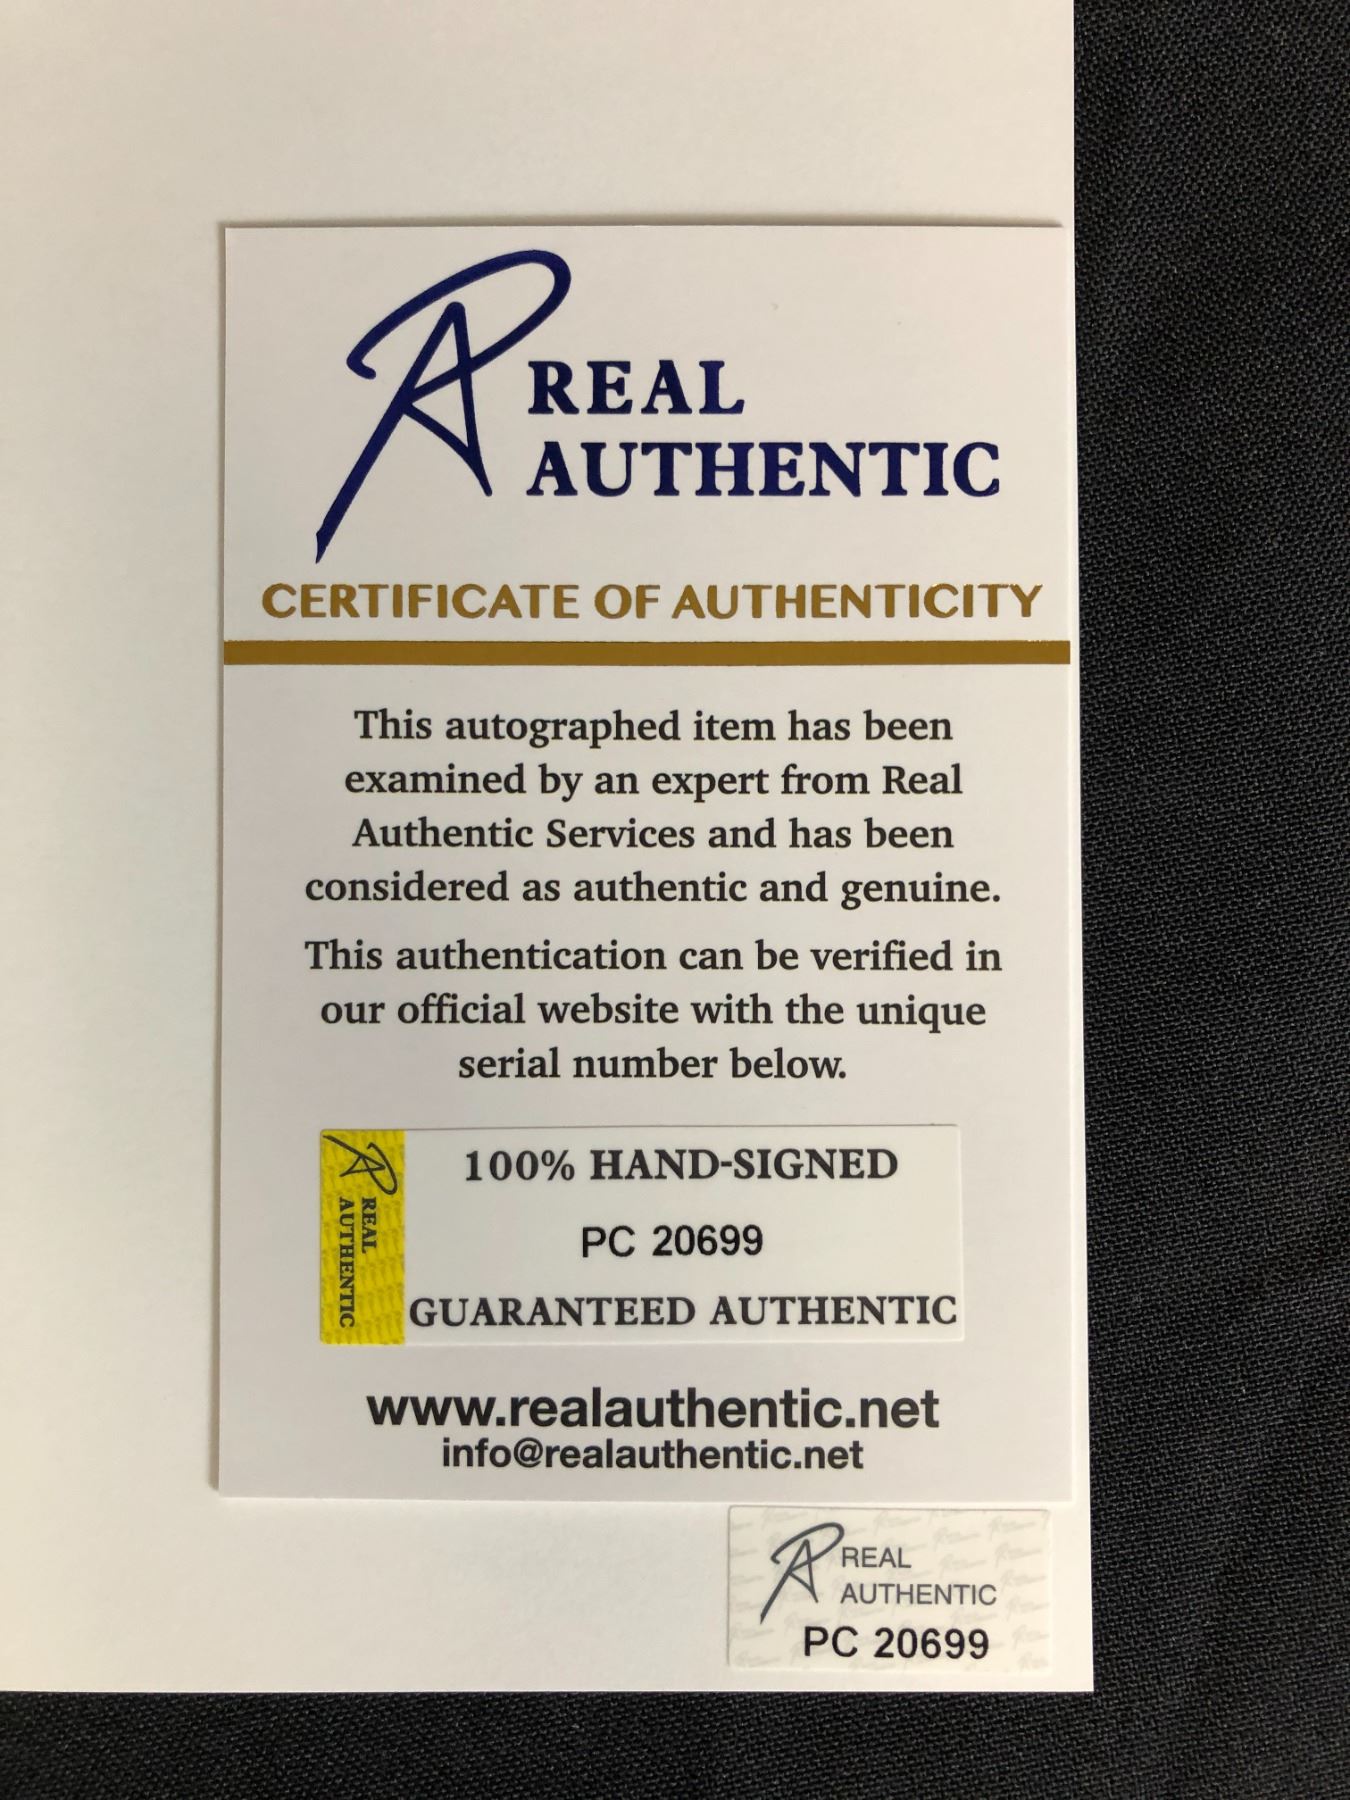 RA REAL
AUTHENTIC
CERTIFICATE OF AUTHENTICITY
This autographed item has been
examined by an expert from Real
Authentic Services and has been
considered as authentic and genuine.
This authentication can be verified in
our official website with the unique
serial number below.
RA REAL
AUTHENTIC
100% HAND-SIGNED
PC 20699
GUARANTEED AUTHENTIC
www.realauthentic.net
info@realauthentic.net
RA REAL
AUTHENTIC
PC 20699